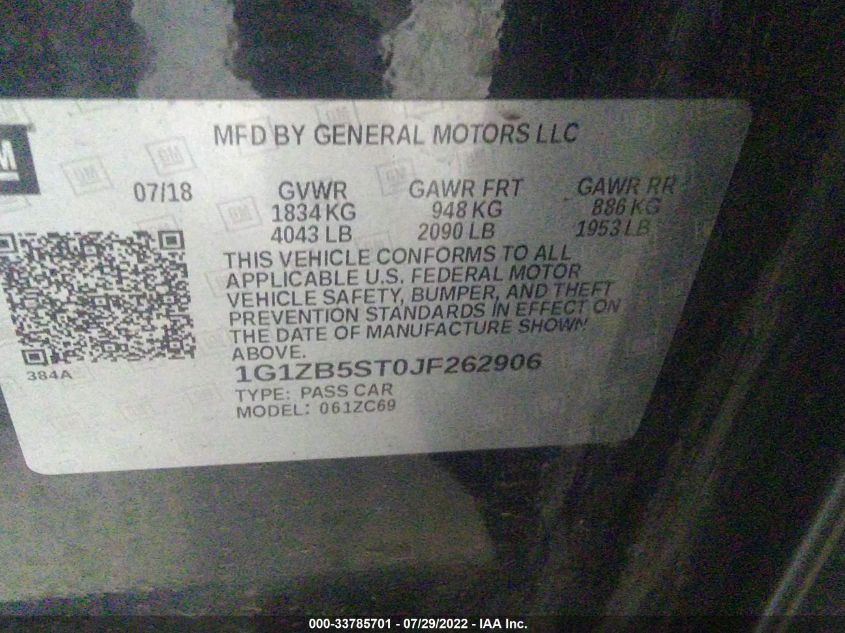 MFD BY GENERAL MOTORS LLC
GM
07/18 GVWR GAWR FRT GAWR RR
1834 KG 948 KG 886 KG
4043 LB 2090 LB 1953 LB
THIS VEHICLE CONFORMS TO ALL
APPLICABLE U.S. FEDERAL MOTOR
VEHICLE SAFETY, BUMPER, AND THEFT
PREVENTION STANDARDS IN EFFECT ON
THE DATE OF MANUFACTURE SHOWN
ABOVE.
384A
1G1ZB5ST0JF262906
TYPE: PASS CAR
MODEL: 061ZC69
000-33785701 - 07/29/2022 - IAA Inc.